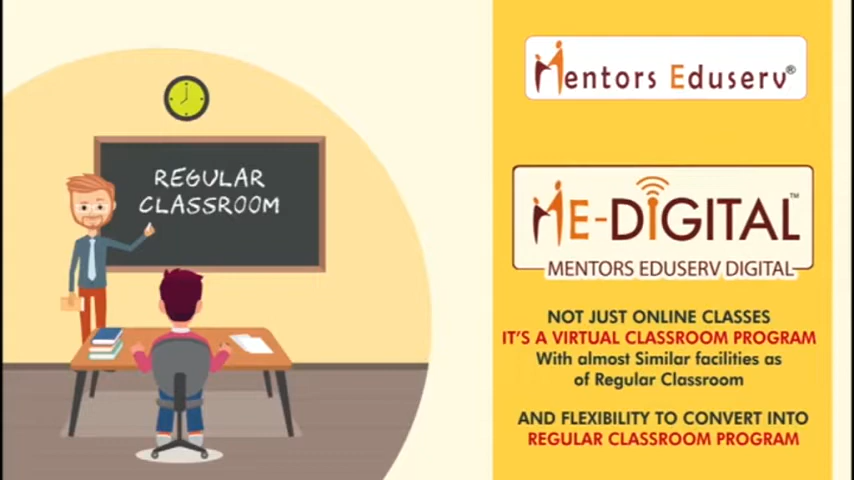 REGULAR
CLASSROOM
Mentors Eduserv®
ME-DIGITAL™
MENTORS EDUSERV DIGITAL
NOT JUST ONLINE CLASSES
IT'S A VIRTUAL CLASSROOM PROGRAM
With almost Similar facilities as
of Regular Classroom
AND FLEXIBILITY TO CONVERT INTO
REGULAR CLASSROOM PROGRAM